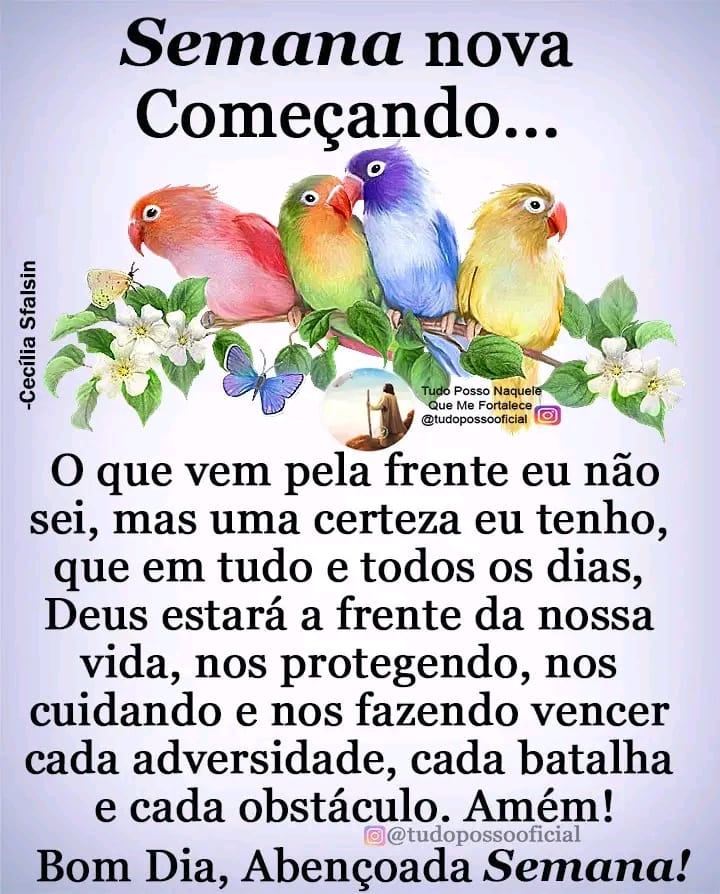 Semana nova
Começando...
-Cecília Sfalsin
Tudo Posso Naquele
Que Me Fortalece
@tudopossooficial
O que vem pela frente eu não
sei, mas uma certeza eu tenho,
que em tudo e todos os dias,
Deus estará a frente da nossa
vida, nos protegendo, nos
cuidando e nos fazendo vencer
cada adversidade, cada batalha
e cada obstáculo. Amém!
@tudopossooficial
Bom Dia, Abençoada Semana!